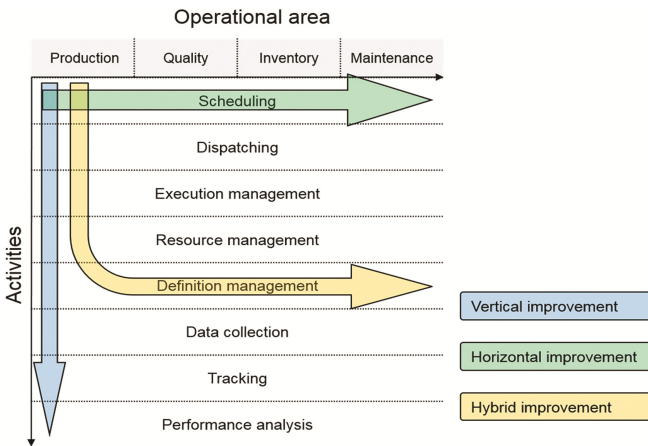 Operational area
Production Quality Inventory Maintenance
Activities
Scheduling
Dispatching
Execution management
Resource management
Definition management
Data collection
Tracking
Performance analysis
Vertical improvement
Horizontal improvement
Hybrid improvement